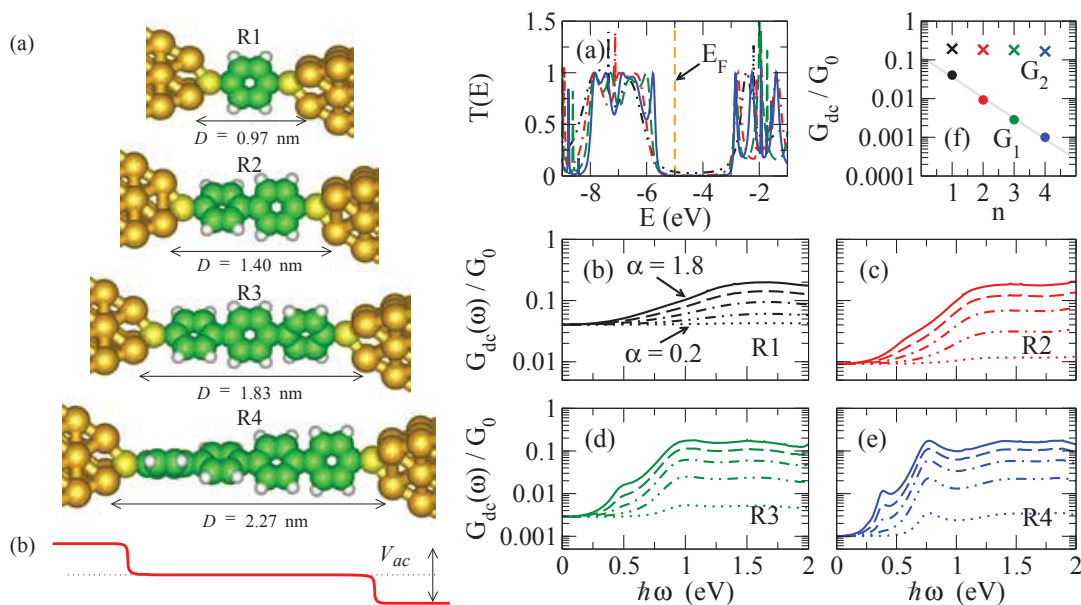 (a)
R1
D = 0.97 nm
R2
D = 1.40 nm
R3
D = 1.83 nm
R4
D = 2.27 nm
(b)
V_ac
T(E)
1.5
1
0.5
0
(a)
E_F
-8
-6
-4
-2
E (eV)
G_dc / G_0
1
0.1
0.01
0.001
0.0001
G_2
(f)
G_1
1
2
3
4
n
G_dc(ω) / G_0
1
0.1
0.01
(b)
α = 1.8
α = 0.2
R1
(c)
R2
G_dc(ω) / G_0
1
0.1
0.01
0.001
(d)
R3
0
0.5
1
1.5
2
ħω (eV)
(e)
R4
0
0.5
1
1.5
2
ħω (eV)